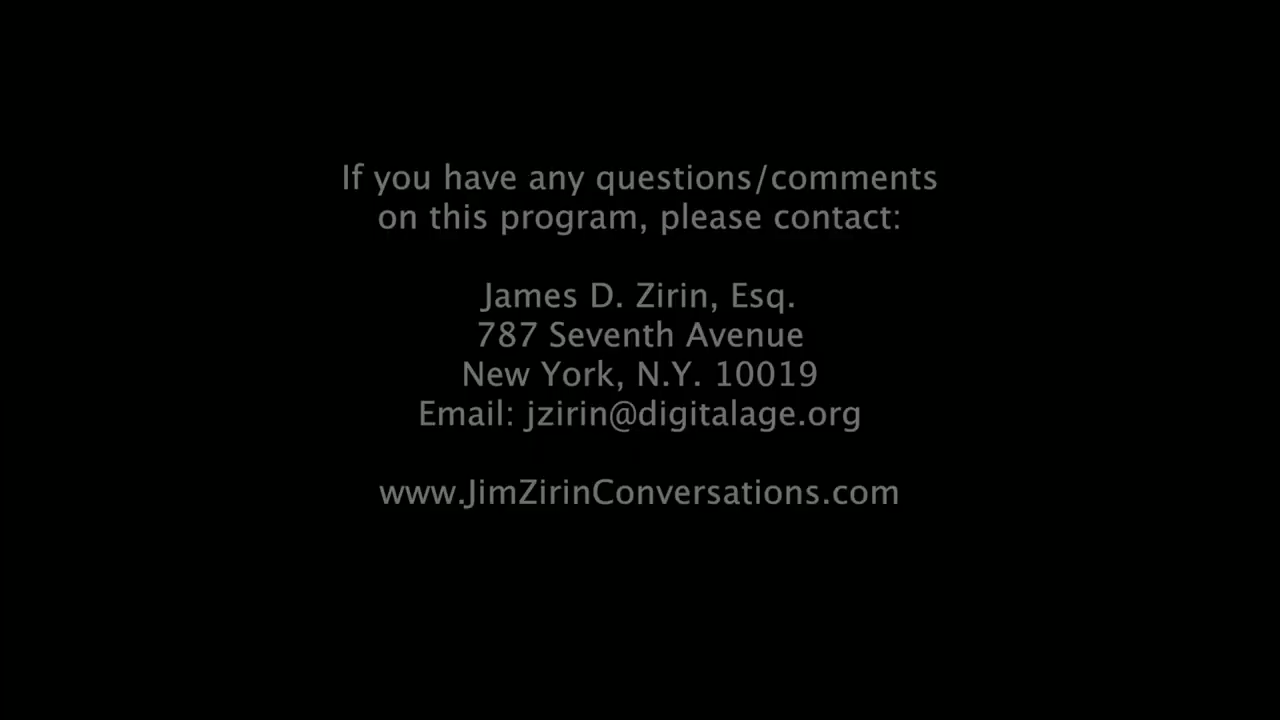 If you have any questions/comments
on this program, please contact:
James D. Zirin, Esq.
787 Seventh Avenue
New York, N.Y. 10019
Email: jzirin@digitalage.org
www.JimZirinConversations.com